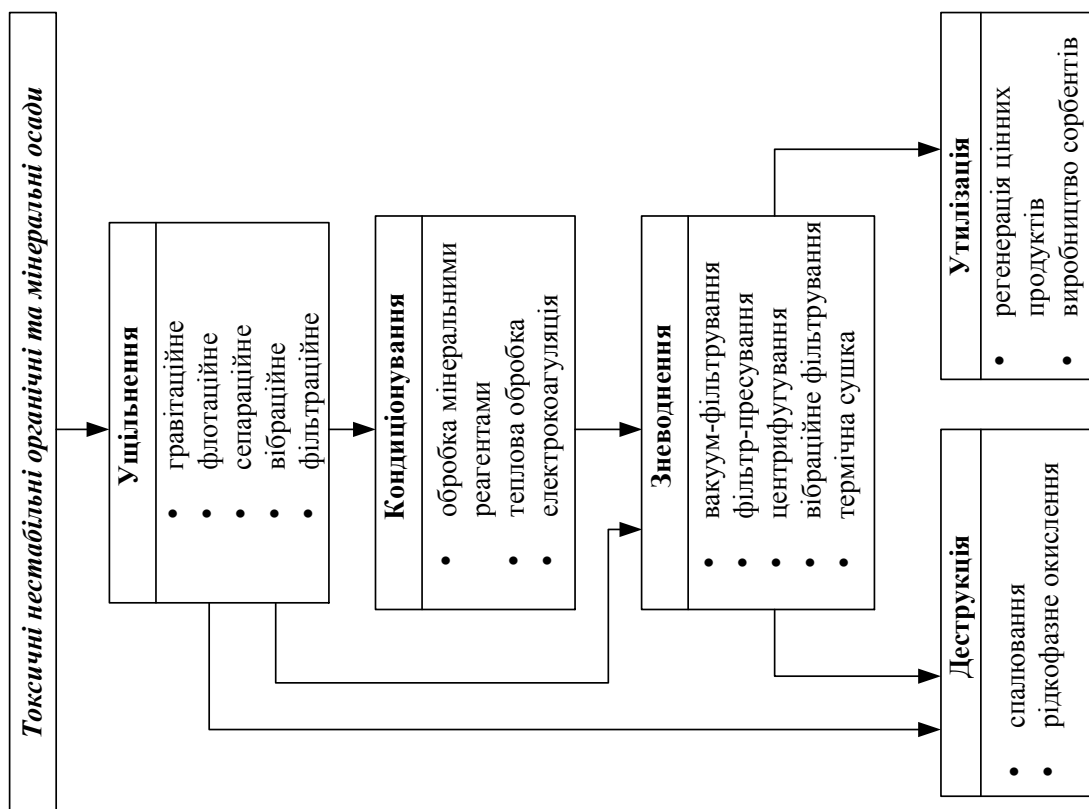 Токсичні нестабільні органічні та мінеральні осади
Ущільнення
• гравітаційне
• флотаційне
• сепараційне
• вібраційне
• фільтраційне
Кондиціонування
• обробка мінеральними
реагентами
• теплова обробка
• електрокоагуляція
Зневоднення
• вакуум-фільтрування
• фільтр-пресування
• центрифугування
• вібраційне фільтрування
• термічна сушка
Деструкція
• спалювання
• рідкофазне окислення
Утилізація
• регенерація цінних
продуктів
• виробництво сорбентів